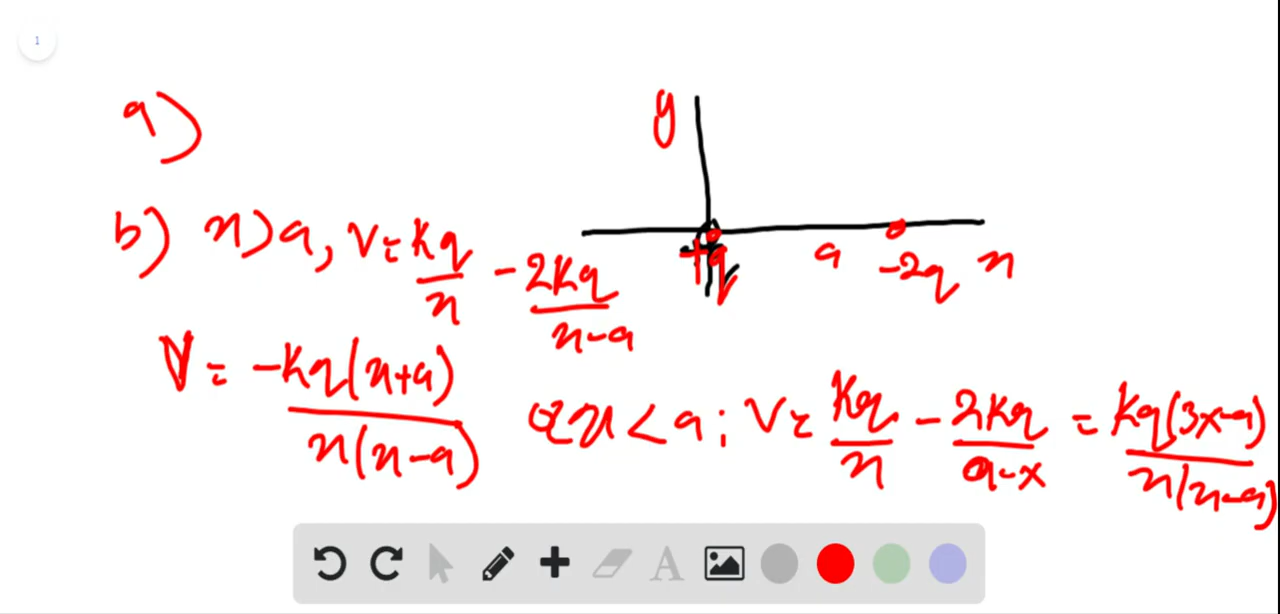 1
a)
y
+q a -2q x
b) x>a, V = Kq/x - 2Kq/x-a
V = -Kq(x+a)/x(x-a)
0<x<a; V = Kq/x - 2Kq/a-x = Kq(3x-a)/x(x-a)
A